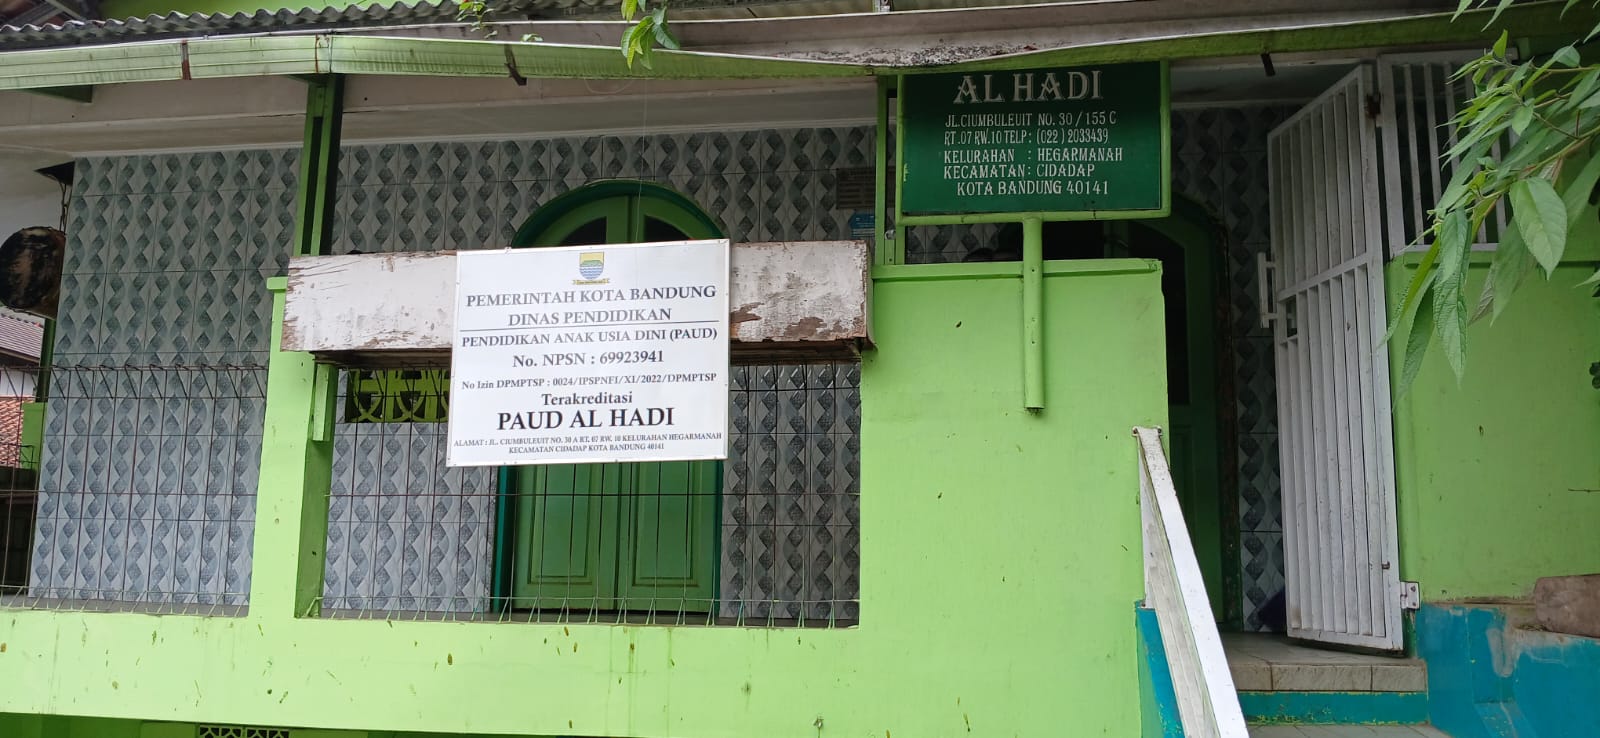 AL HADI
JL.CIUMBULEUIT NO. 30 / 155 C
RT.07 RW.10 TELP : (022) 2033439
KELURAHAN : HEGARMANAH
KECAMATAN : CIDADAP
KOTA BANDUNG 40141
PEMERINTAH KOTA BANDUNG
DINAS PENDIDIKAN
PENDIDIKAN ANAK USIA DINI (PAUD)
No. NPSN : 69923941
No Izin DPMPTSP : 0024/IPSPNFI/XI/2022/DPMPTSP
Terakreditasi
PAUD AL HADI
ALAMAT : JL. CIUMBULEUIT NO. 30 A RT. 07 RW. 10 KELURAHAN HEGARMANAH
KECAMATAN CIDADAP KOTA BANDUNG 40141